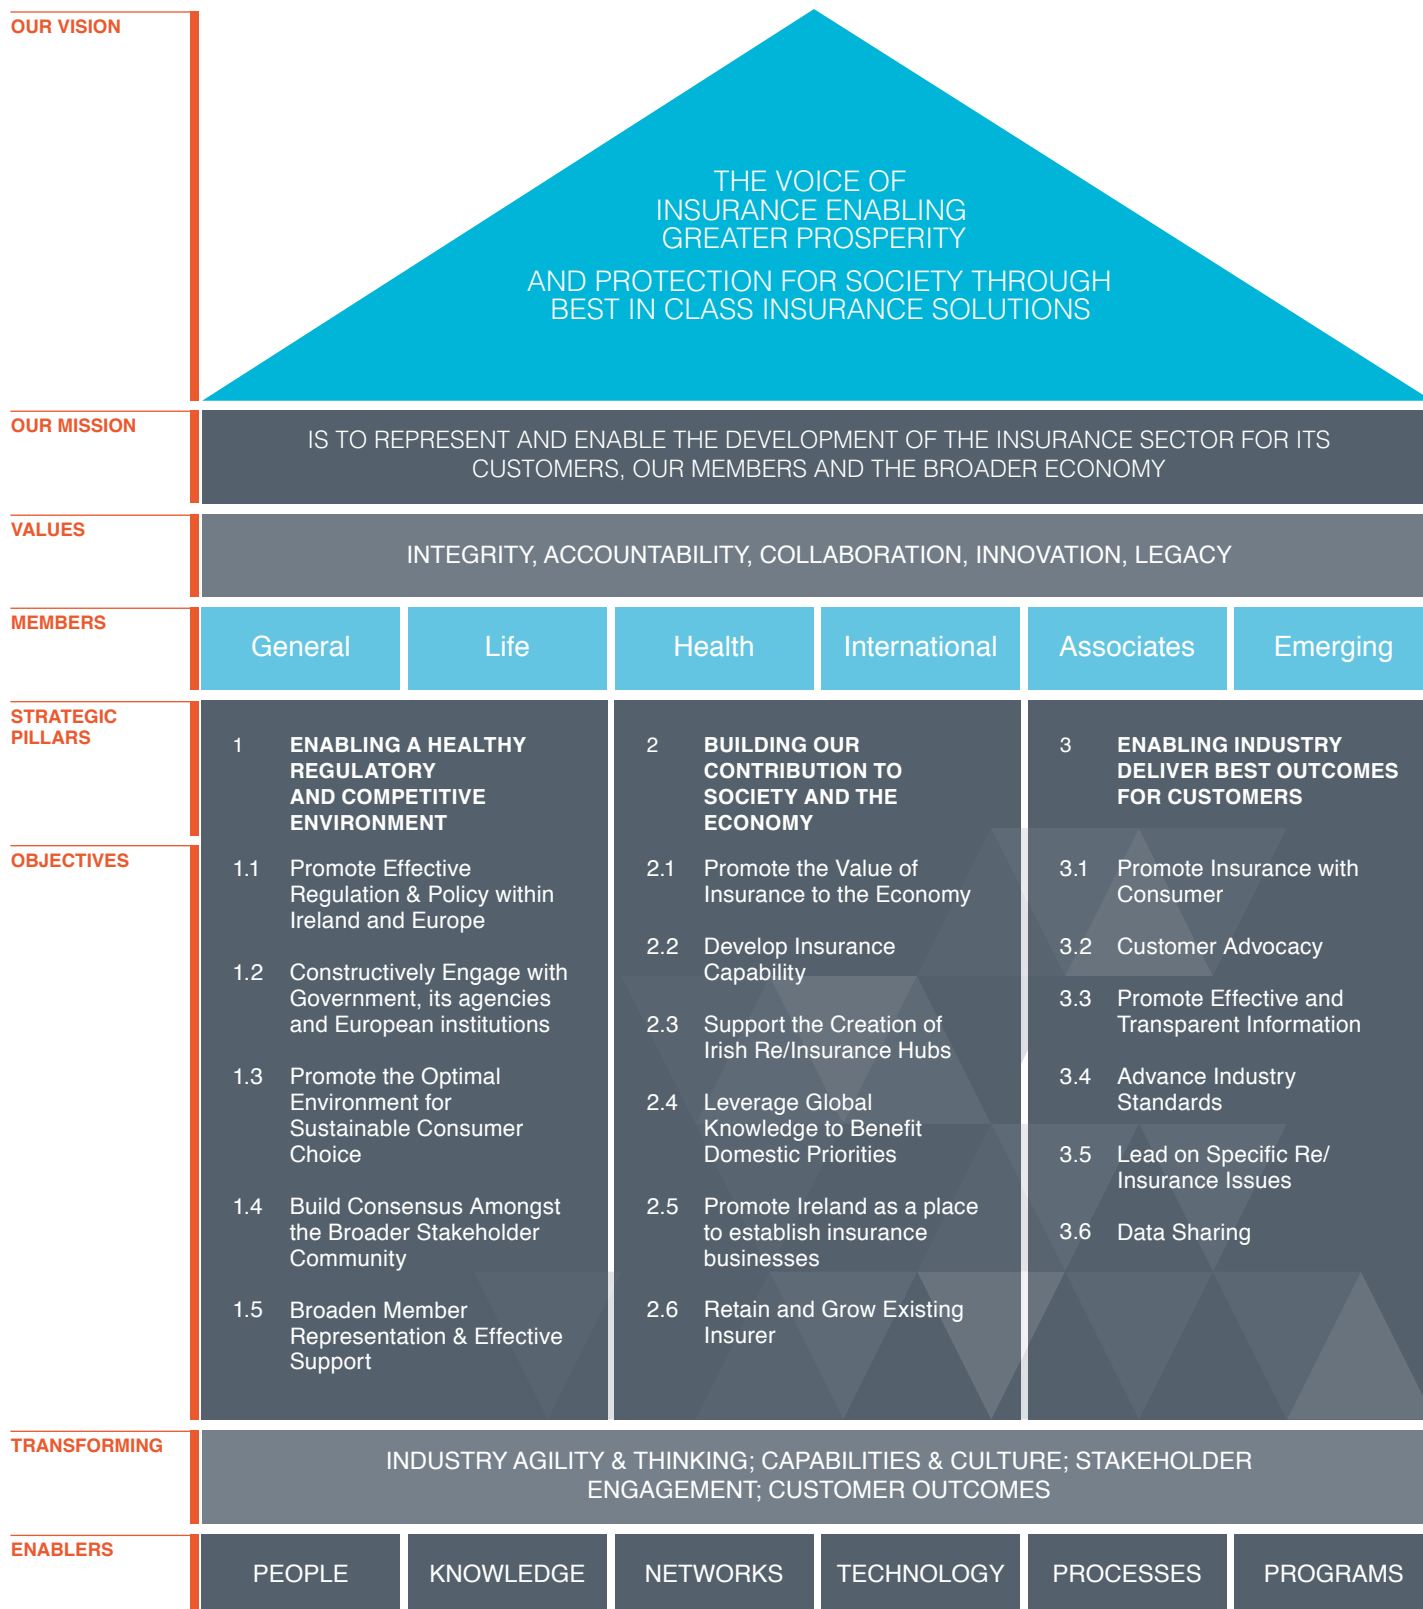 OUR VISION
THE VOICE OF
INSURANCE ENABLING
GREATER PROSPERITY
AND PROTECTION FOR SOCIETY THROUGH
BEST IN CLASS INSURANCE SOLUTIONS
OUR MISSION
IS TO REPRESENT AND ENABLE THE DEVELOPMENT OF THE INSURANCE SECTOR FOR ITS
CUSTOMERS, OUR MEMBERS AND THE BROADER ECONOMY
VALUES
INTEGRITY, ACCOUNTABILITY, COLLABORATION, INNOVATION, LEGACY
MEMBERS
General
Life
Health
International
Associates
Emerging
STRATEGIC
PILLARS
1 ENABLING A HEALTHY
REGULATORY
AND COMPETITIVE
ENVIRONMENT
2 BUILDING OUR
CONTRIBUTION TO
SOCIETY AND THE
ECONOMY
3 ENABLING INDUSTRY
DELIVER BEST OUTCOMES
FOR CUSTOMERS
OBJECTIVES
1.1 Promote Effective
Regulation & Policy within
Ireland and Europe
1.2 Constructively Engage with
Government, its agencies
and European institutions
1.3 Promote the Optimal
Environment for
Sustainable Consumer
Choice
1.4 Build Consensus Amongst
the Broader Stakeholder
Community
1.5 Broaden Member
Representation & Effective
Support
2.1 Promote the Value of
Insurance to the Economy
2.2 Develop Insurance
Capability
2.3 Support the Creation of
Irish Re/Insurance Hubs
2.4 Leverage Global
Knowledge to Benefit
Domestic Priorities
2.5 Promote Ireland as a place
to establish insurance
businesses
2.6 Retain and Grow Existing
Insurer
3.1 Promote Insurance with
Consumer
3.2 Customer Advocacy
3.3 Promote Effective and
Transparent Information
3.4 Advance Industry
Standards
3.5 Lead on Specific Re/
Insurance Issues
3.6 Data Sharing
TRANSFORMING
INDUSTRY AGILITY & THINKING; CAPABILITIES & CULTURE; STAKEHOLDER
ENGAGEMENT; CUSTOMER OUTCOMES
ENABLERS
PEOPLE
KNOWLEDGE
NETWORKS
TECHNOLOGY
PROCESSES
PROGRAMS